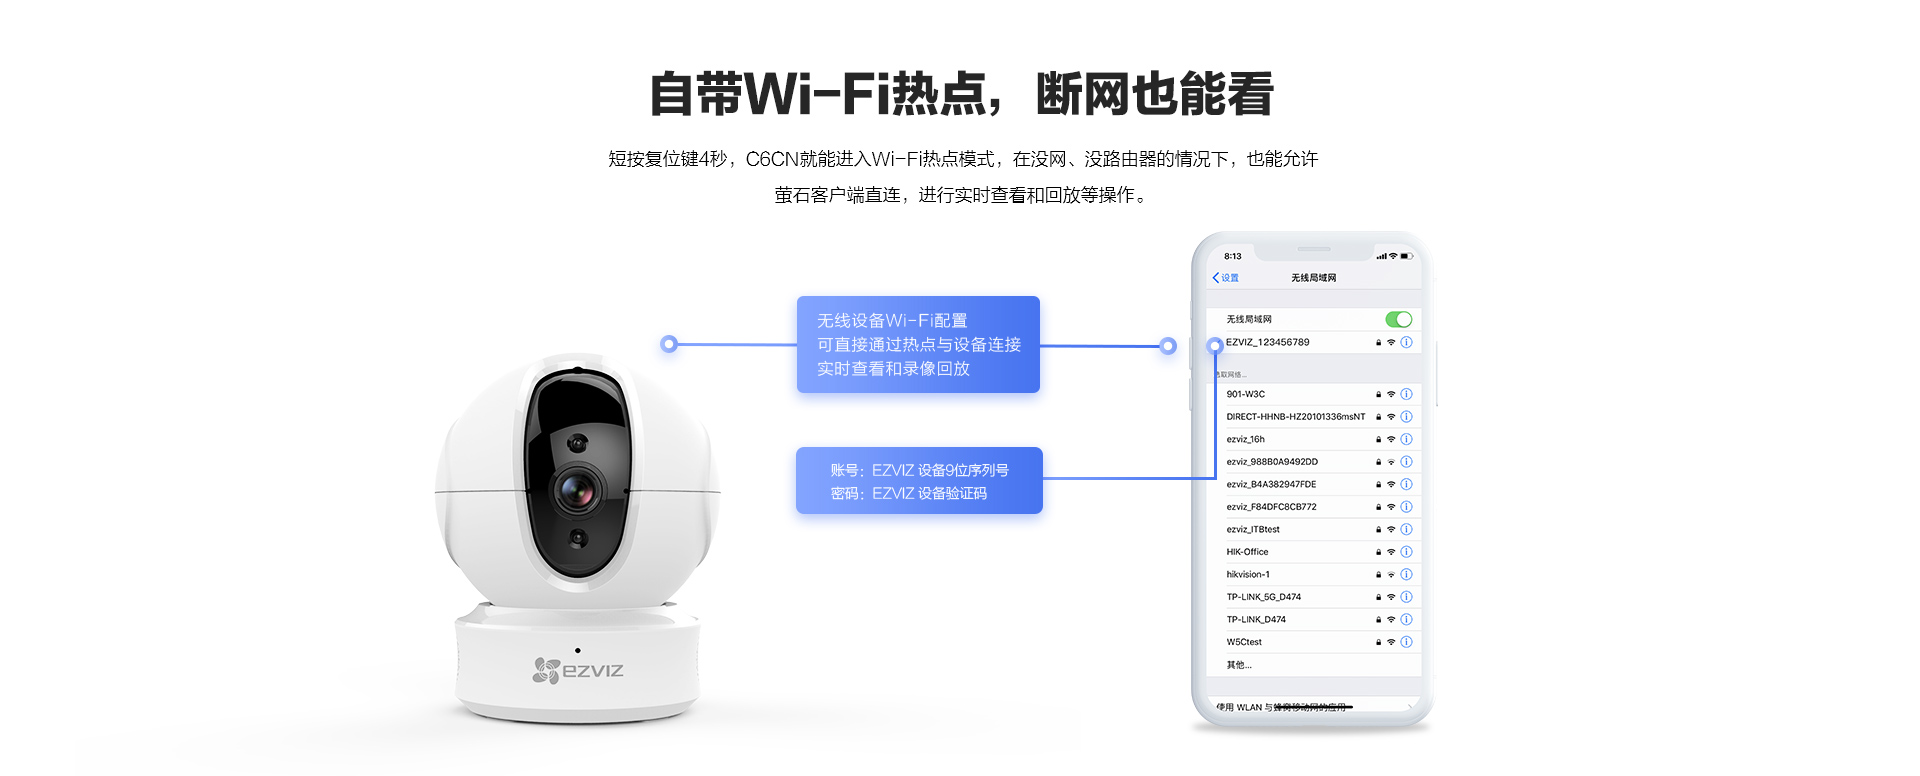 自带Wi-Fi热点，断网也能看
短按复位键4秒，C6CN就能进入Wi-Fi热点模式，在没网、没路由器的情况下，也能允许
萤石客户端直连，进行实时查看和回放等操作。
无线设备Wi-Fi配置
可直接通过热点与设备连接
实时查看和录像回放
账号：EZVIZ 设备9位序列号
密码：EZVIZ 设备验证码
ezviz
8:13
设置
无线局域网
无线局域网
EZVIZ_123456789
选取网络...
901-W3C
DIRECT-HHNB-HZ20101336msNT
ezviz_16h
ezviz_988B0A9492DD
ezviz_B4A382947FDE
ezviz_F84DFC8CB772
ezviz_ITBtest
HIK-Office
hikvision-1
TP-LINK_5G_D474
TP-LINK_D474
W5Ctest
其他...
使用 WLAN 与蜂窝移动网的应用